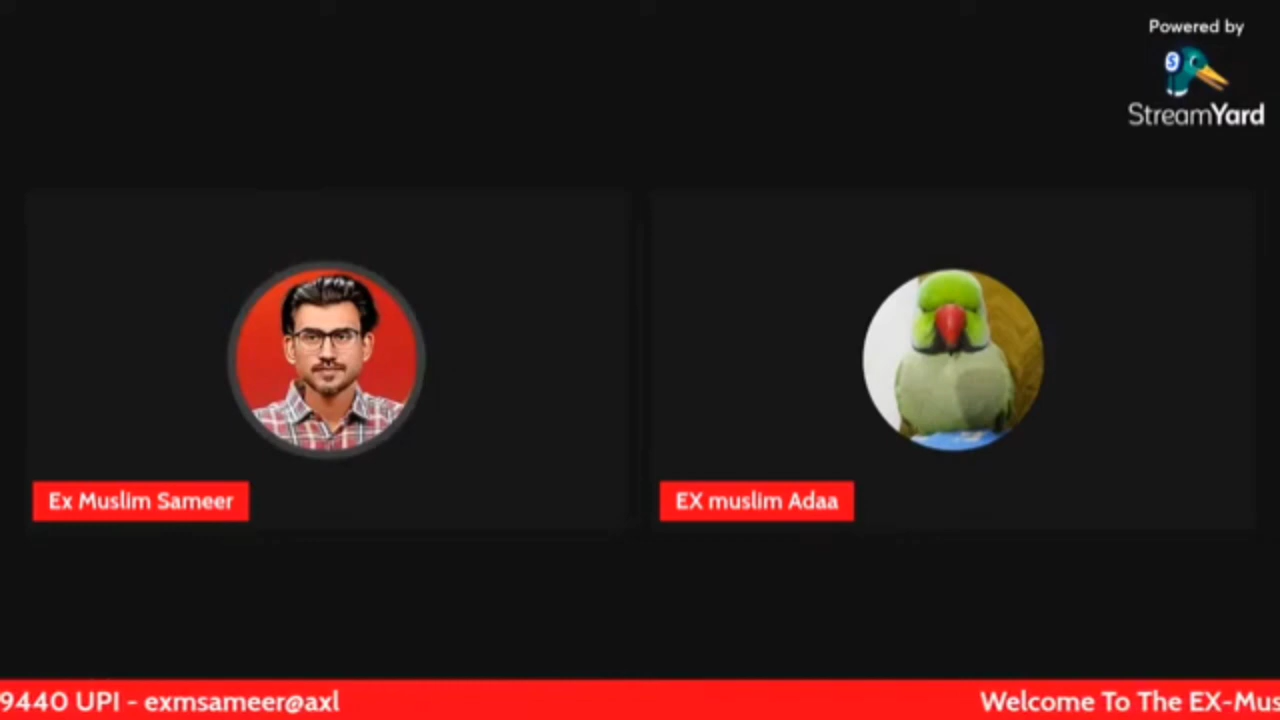 Powered by
StreamYard
Ex Muslim Sameer
EX muslim Adaa
9440 UPI - exmsameer@axl
Welcome To The EX-Mus